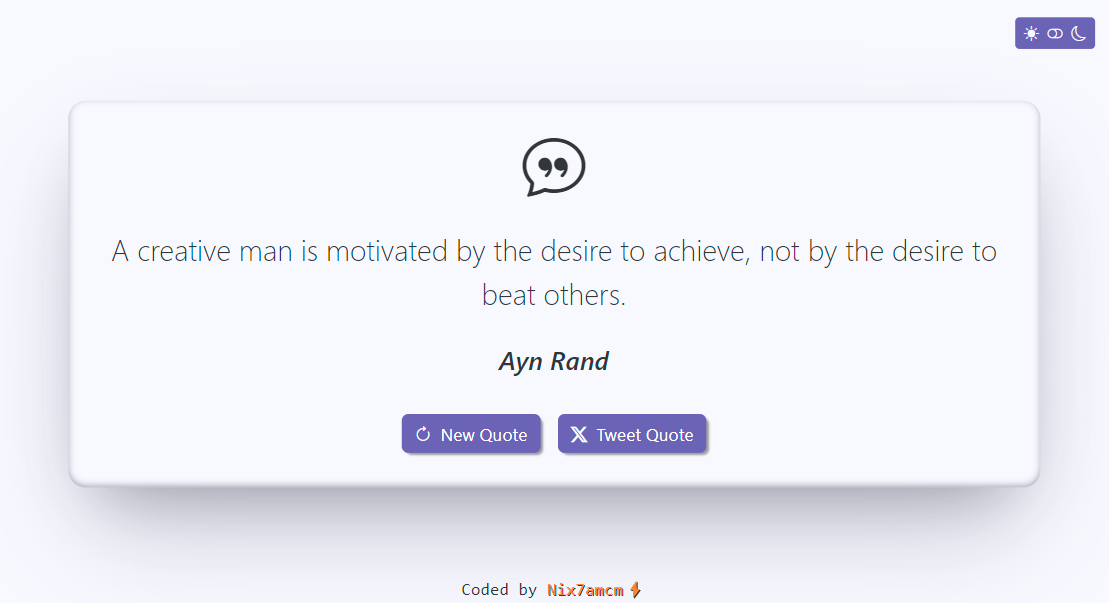 A creative man is motivated by the desire to achieve, not by the desire to
beat others.
Ayn Rand
New Quote
Tweet Quote
Coded by Nix7amcm